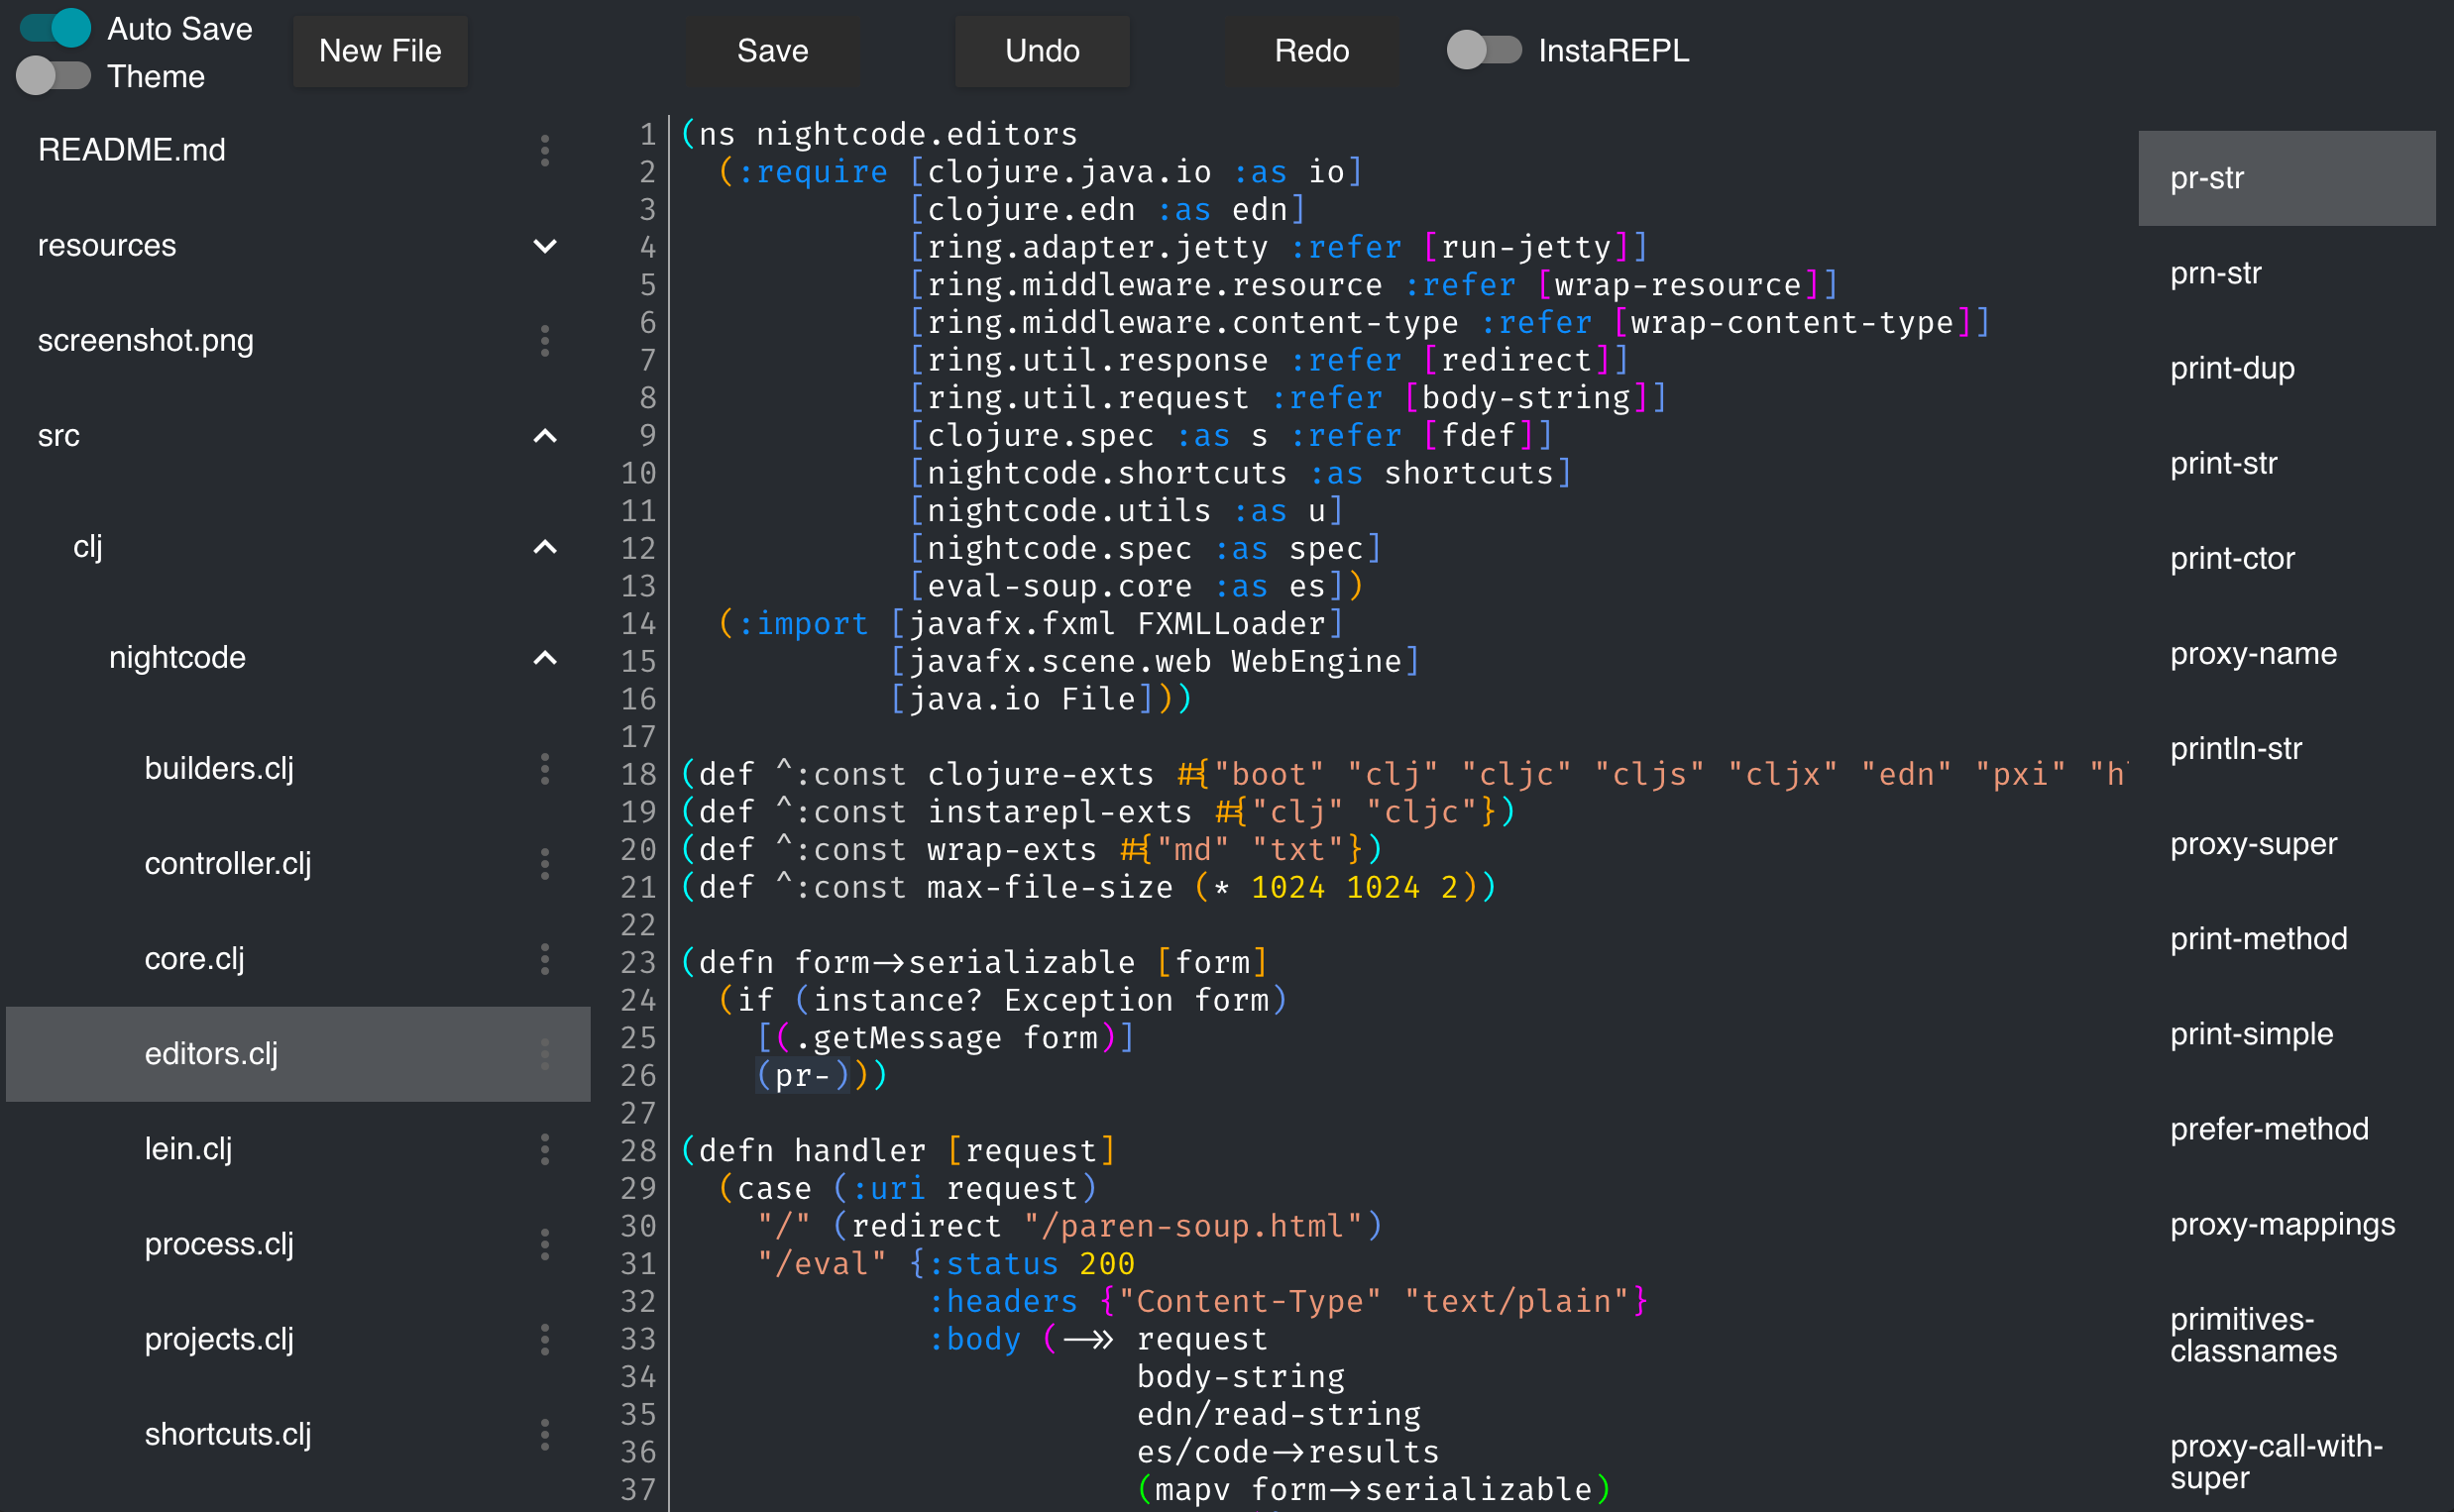 Auto Save
Theme
New File
Save
Undo
Redo
InstaREPL
README.md
resources
screenshot.png
src
clj
nightcode
builders.clj
controller.clj
core.clj
editors.clj
lein.clj
process.clj
projects.clj
shortcuts.clj
1 (ns nightcode.editors
2   (:require [clojure.java.io :as io]
3             [clojure.edn :as edn]
4             [ring.adapter.jetty :refer [run-jetty]]
5             [ring.middleware.resource :refer [wrap-resource]]
6             [ring.middleware.content-type :refer [wrap-content-type]]
7             [ring.util.response :refer [redirect]]
8             [ring.util.request :refer [body-string]]
9             [clojure.spec :as s :refer [fdef]]
10             [nightcode.shortcuts :as shortcuts]
11             [nightcode.utils :as u]
12             [nightcode.spec :as spec]
13             [eval-soup.core :as es])
14   (:import [javafx.fxml FXMLLoader]
15            [javafx.scene.web WebEngine]
16            [java.io File]))
17
18 (def ^:const clojure-exts #{"boot" "clj" "cljc" "cljs" "cljx" "edn" "pxi"
19 (def ^:const instarepl-exts #{"clj" "cljc"})
20 (def ^:const wrap-exts #{"md" "txt"})
21 (def ^:const max-file-size (* 1024 1024 2))
22
23 (defn form->serializable [form]
24   (if (instance? Exception form)
25     [(.getMessage form)]
26     (pr-)))
27
28 (defn handler [request]
29   (case (:uri request)
30     "/" (redirect "/paren-soup.html")
31     "/eval" {:status 200
32              :headers {"Content-Type" "text/plain"}
33              :body (->> request
34                         body-string
35                         edn/read-string
36                         es/code->results
37                         (mapv form->serializable)
pr-str
prn-str
print-dup
print-str
print-ctor
proxy-name
println-str
proxy-super
print-method
print-simple
prefer-method
proxy-mappings
primitives-
classnames
proxy-call-with-
super